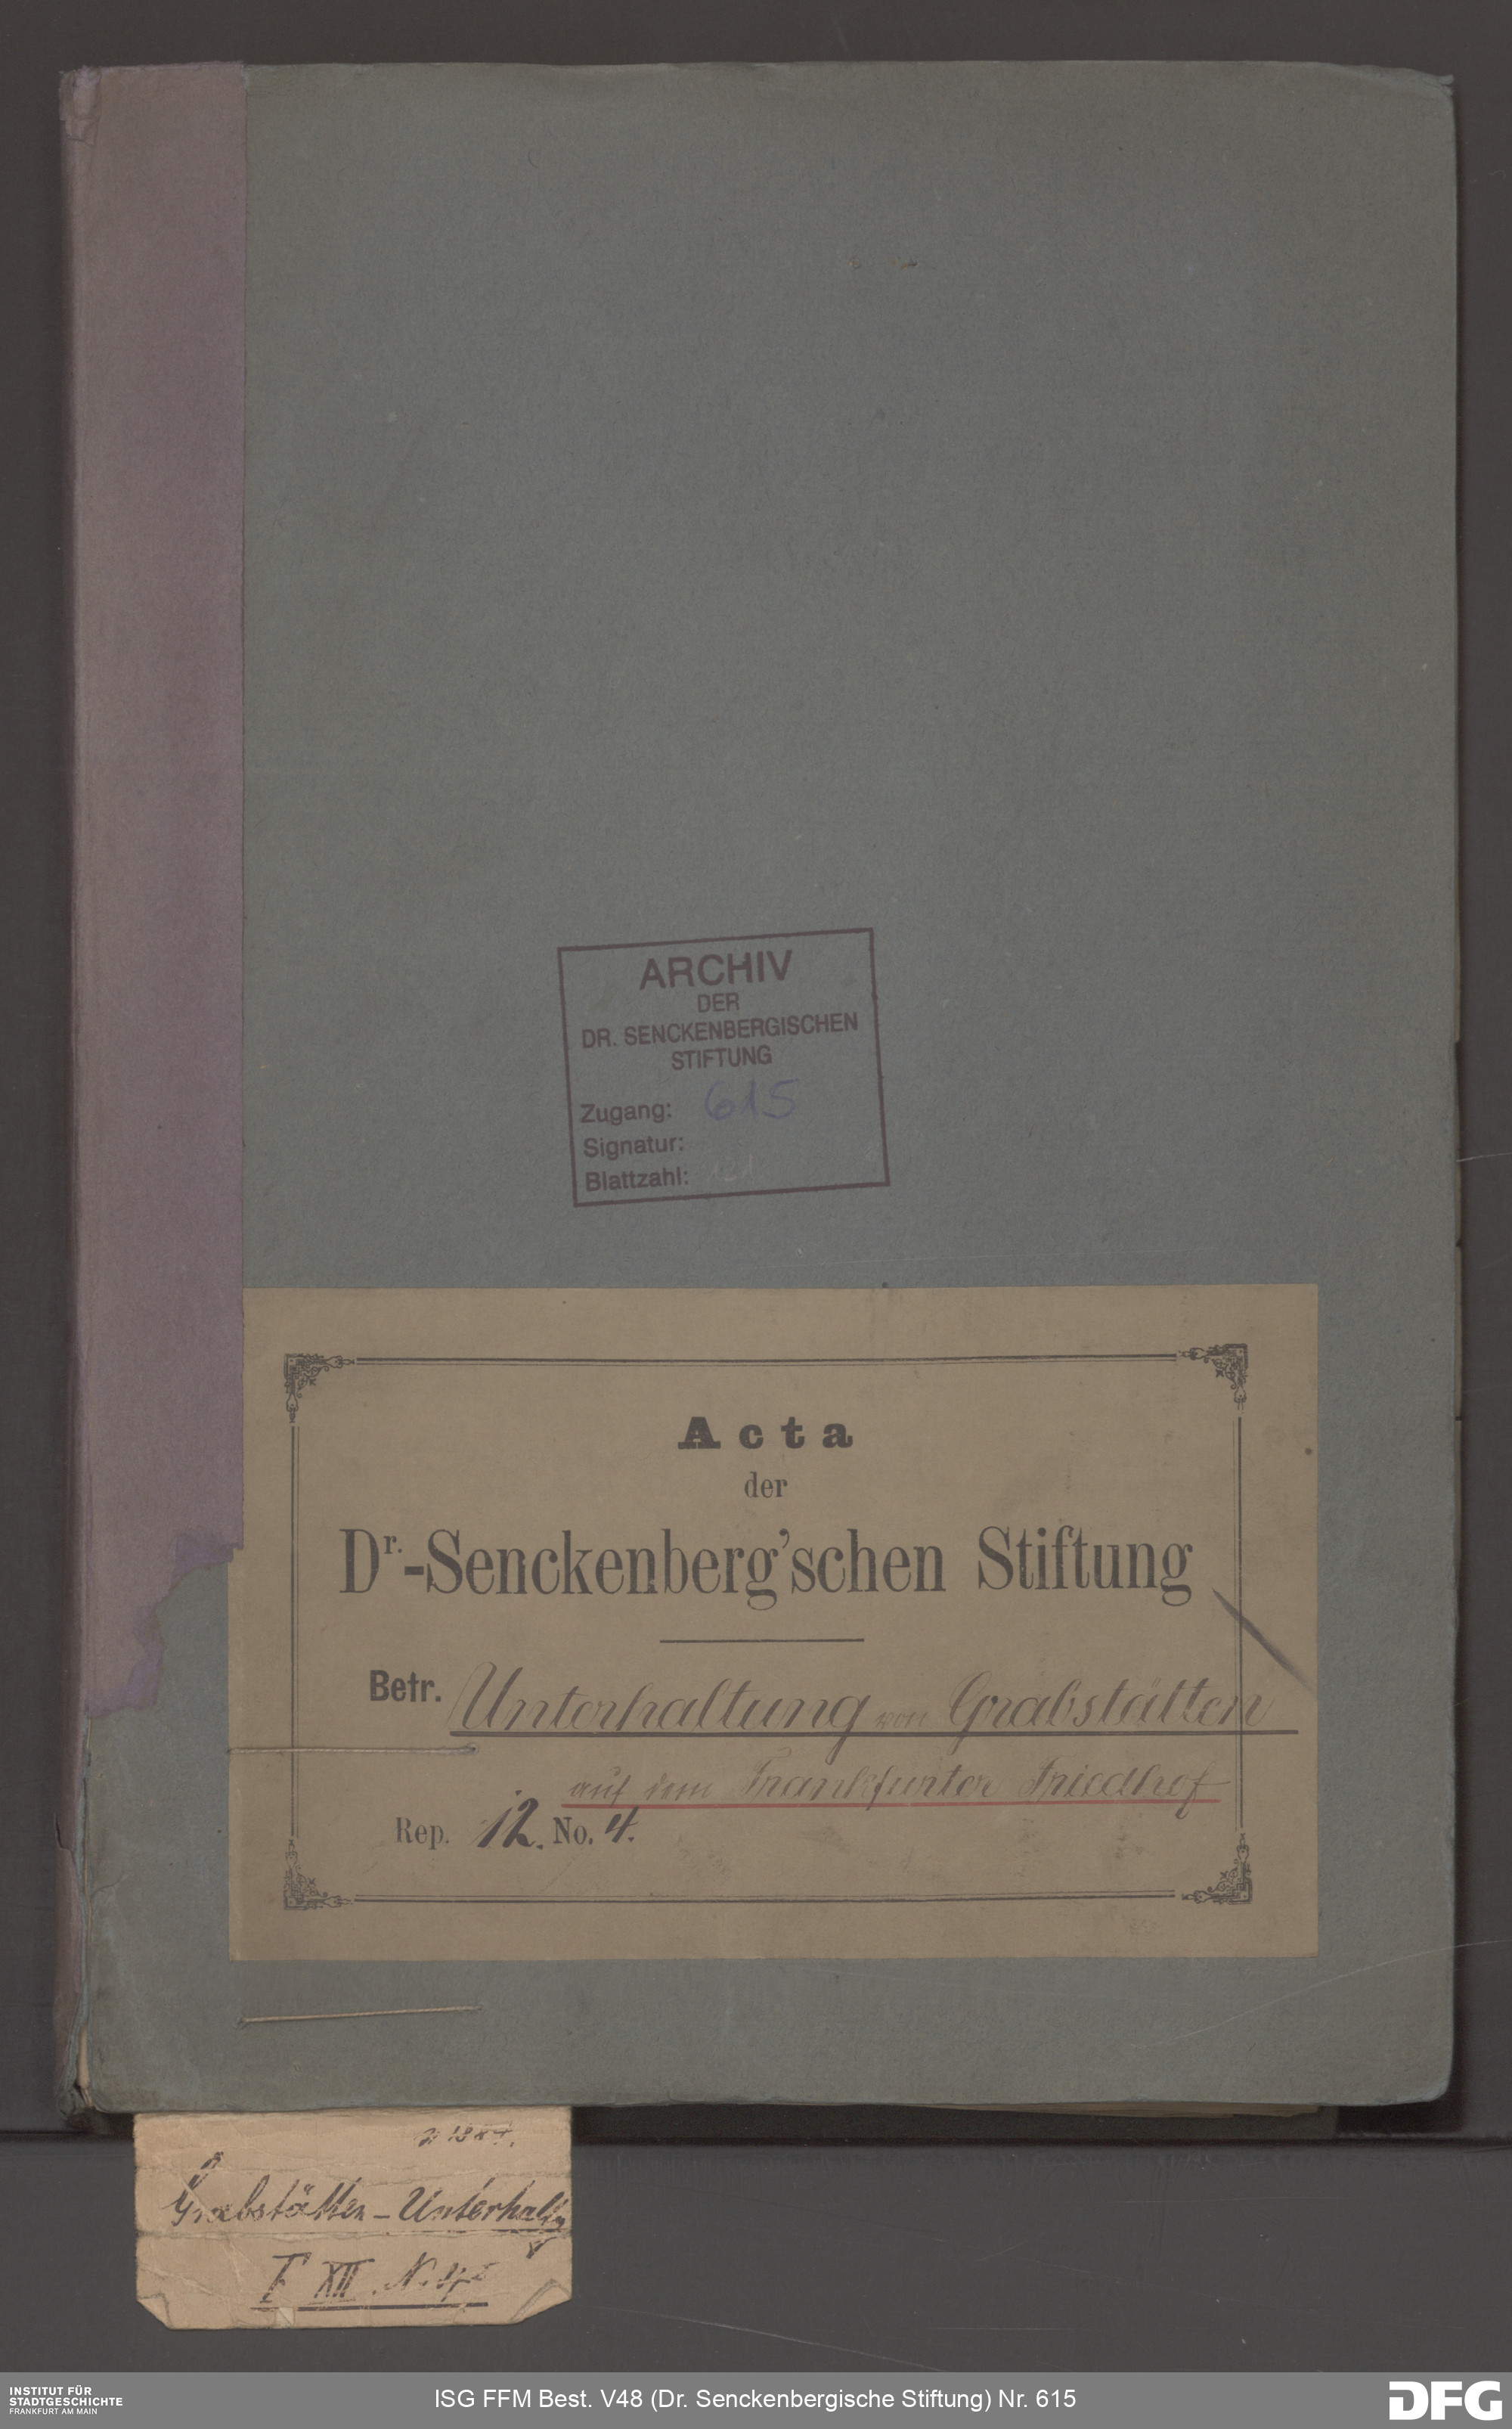 ARCHIV
DER
DR. SENCKENBERGISCHEN
STIFTUNG
Zugang: 615
Signatur:
Blattzahl:
Acta
der
Dr.-Senckenberg'schen Stiftung
Betr. Unterhaltung von Grabstätten
auf dem Frankfurter Friedhof
Rep. 12. No. 4.
Grabstätten-Unterhaltg
XII. N.
INSTITUT FÜR
STADTGESCHICHTE
FRANKFURT AM MAIN
ISG FFM Best. V48 (Dr. Senckenbergische Stiftung) Nr. 615
DFG